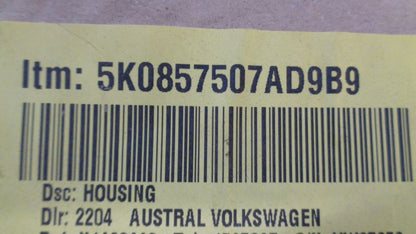 Itm: 5K0857507AD9B9
Dsc: HOUSING
Dlr: 2204 AUSTRAL VOLKSWAGEN